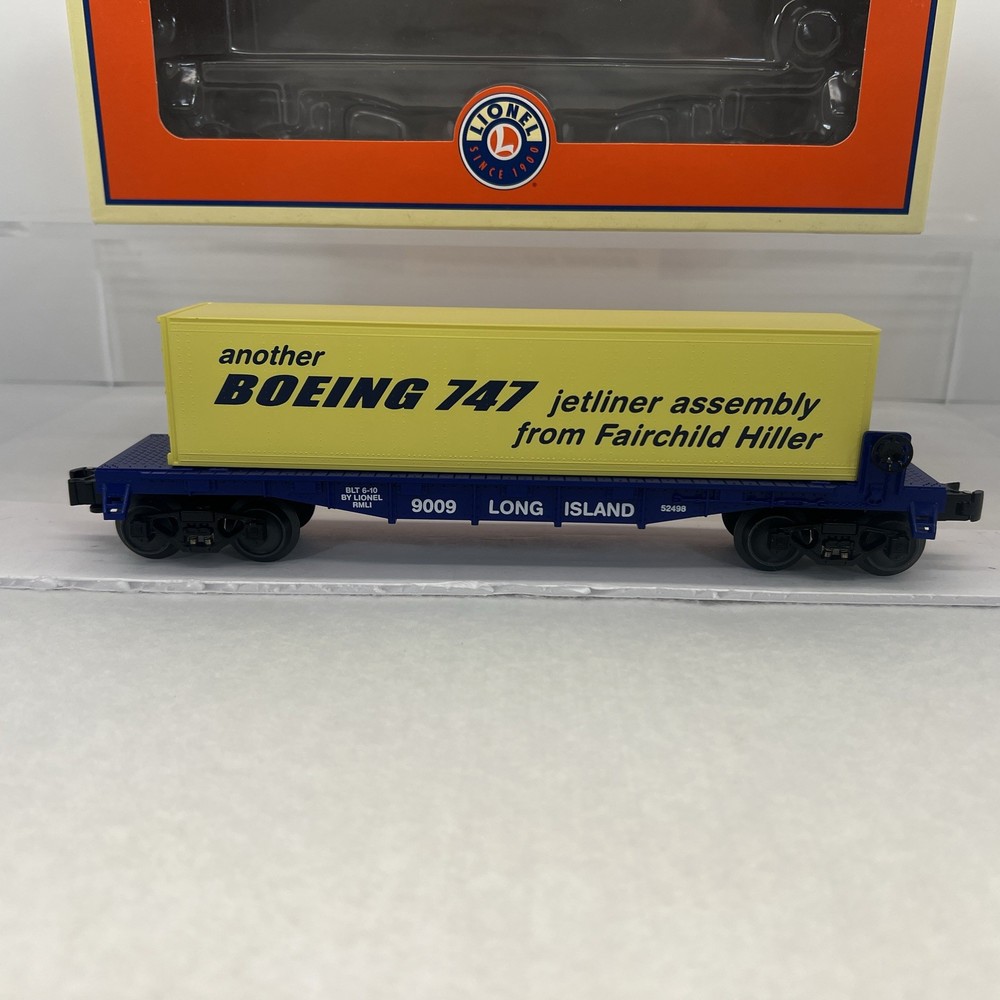 LIONEL
L
SINCE 1900
another
BOEING 747 jetliner assembly
from Fairchild Hiller
BLT 6-10
BY LIONEL
RMLI
9009 LONG ISLAND 52498